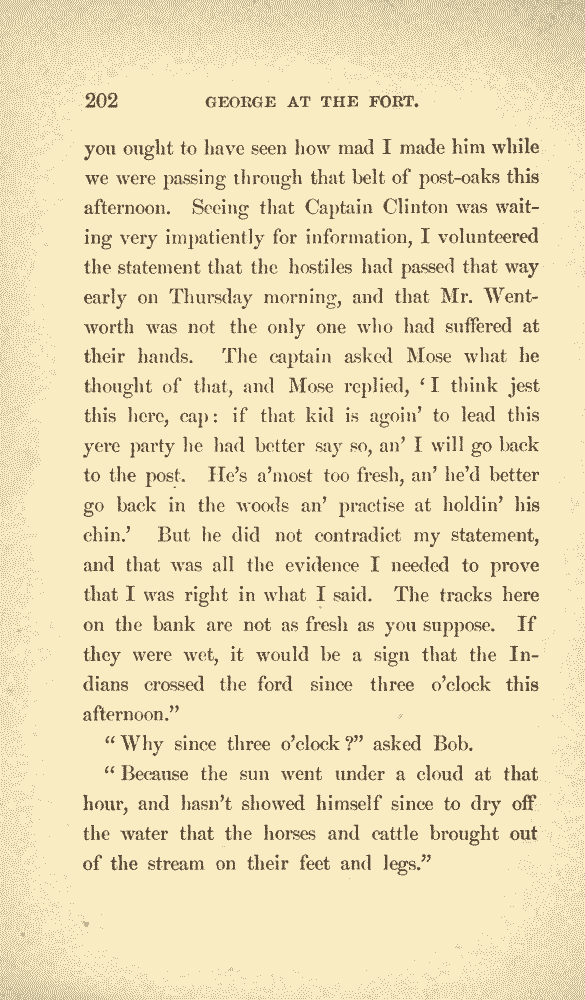 202 GEORGE AT THE FORT.
you ought to have seen how mad I made him while
we were passing through that belt of post-oaks this
afternoon. Seeing that Captain Clinton was wait-
ing very impatiently for information, I volunteered
the statement that the hostiles had passed that way
early on Thursday morning, and that Mr. Went-
worth was not the only one who had suffered at
their hands. The captain asked Mose what he
thought of that, and Mose replied, ‘I think jest
this here, cap: if that kid is agoin’ to lead this
yere party he had better say so, an’ I will go back
to the post. He’s a’most too fresh, an’ he’d better
go back in the woods an’ practise at holdin’ his
chin.’ But he did not contradict my statement,
and that was all the evidence I needed to prove
that I was right in what I said. The tracks here
on the bank are not as fresh as you suppose. If
they were wet, it would be a sign that the In-
dians crossed the ford since three o’clock this
afternoon.”
“Why since three o’clock?” asked Bob.
“Because the sun went under a cloud at that
hour, and hasn’t showed himself since to dry off
the water that the horses and cattle brought out
of the stream on their feet and legs.”